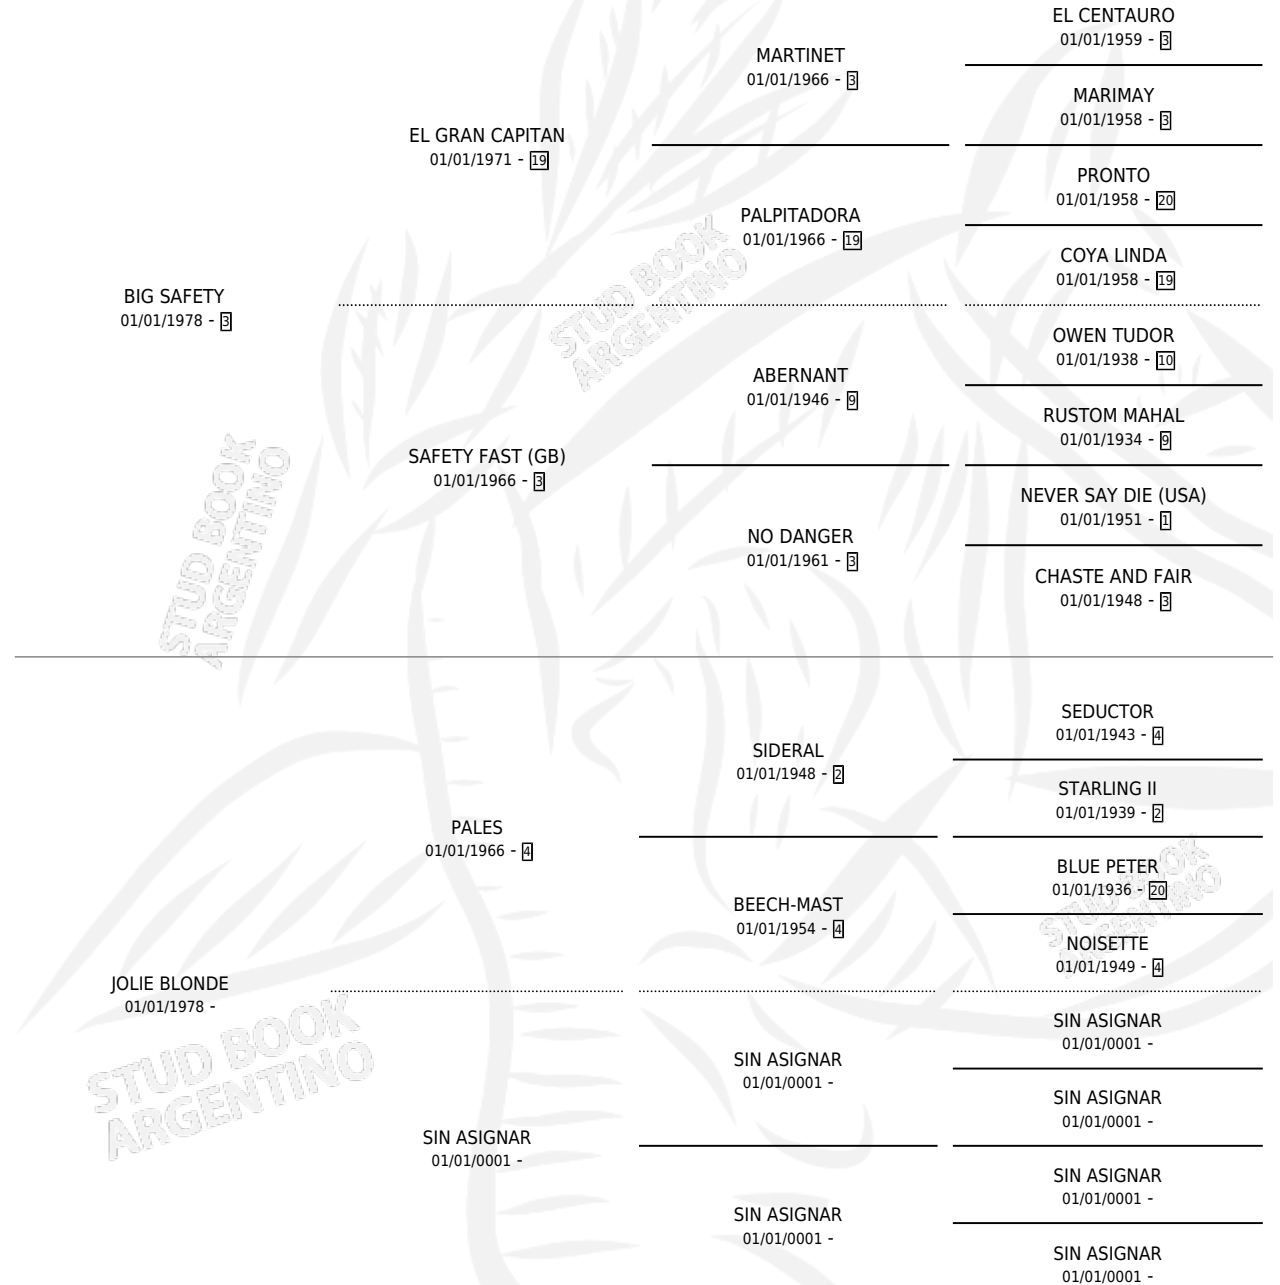 EL CENTAURO
01/01/1959 - 3
MARTINET
01/01/1966 - 3
MARIMAY
01/01/1958 - 3
EL GRAN CAPITAN
01/01/1971 - 19
PRONTO
01/01/1958 - 20
PALPITADORA
01/01/1966 - 19
COYA LINDA
01/01/1958 - 19
BIG SAFETY
01/01/1978 - 3
STUD BOOK
ARGENTINO
OWEN TUDOR
01/01/1938 - 10
ABERNANT
01/01/1946 - 9
RUSTOM MAHAL
01/01/1934 - 9
SAFETY FAST (GB)
01/01/1966 - 3
NEVER SAY DIE (USA)
01/01/1951 - 1
NO DANGER
01/01/1961 - 3
CHASTE AND FAIR
01/01/1948 - 3
STUD BOOK
ARGENTINO
SEDUCTOR
01/01/1943 - 4
SIDERAL
01/01/1948 - 2
STARLING II
01/01/1939 - 2
PALES
01/01/1966 - 4
BLUE PETER
01/01/1936 - 20
BEECH-MAST
01/01/1954 - 4
NOISETTE
01/01/1949 - 4
STUD BOOK
ARGENTINO
JOLIE BLONDE
01/01/1978 -
SIN ASIGNAR
01/01/0001 -
SIN ASIGNAR
01/01/0001 -
SIN ASIGNAR
01/01/0001 -
STUD BOOK
ARGENTINO
SIN ASIGNAR
01/01/0001 -
SIN ASIGNAR
01/01/0001 -
SIN ASIGNAR
01/01/0001 -
SIN ASIGNAR
01/01/0001 -